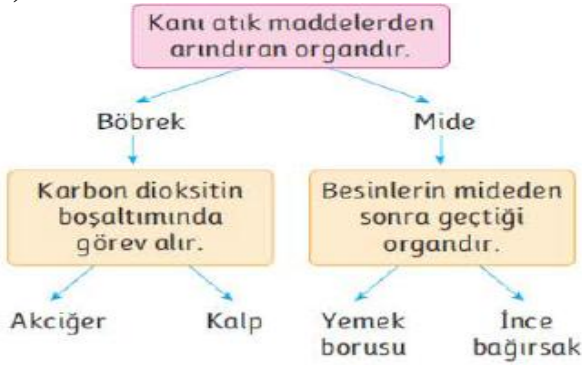 Kanı atık maddelerden
arındıran organdır.
Böbrek
Mide
Karbon dioksitin
boşaltımında
görev alır.
Besinlerin mideden
sonra geçtiği
organdır.
Akciğer
Kalp
Yemek
borusu
İnce
bağırsak